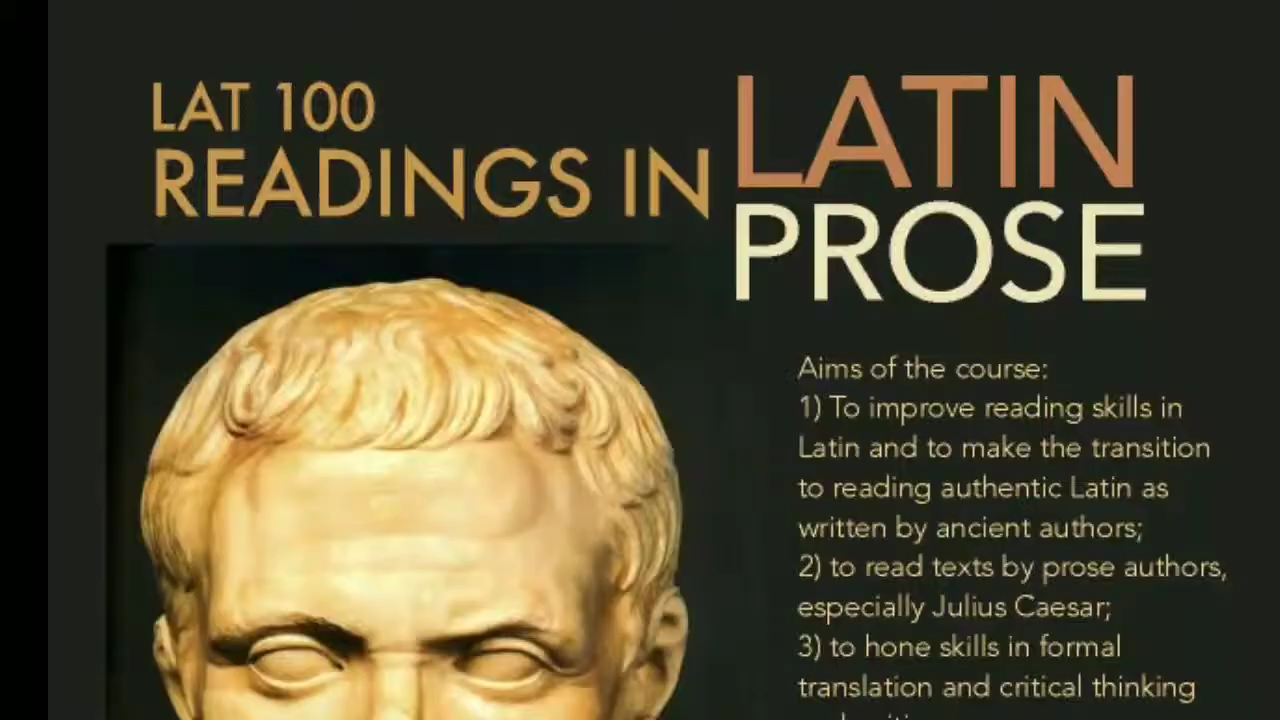 LAT 100
READINGS IN
LATIN
PROSE
Aims of the course:
1) To improve reading skills in
Latin and to make the transition
to reading authentic Latin as
written by ancient authors;
2) to read texts by prose authors,
especially Julius Caesar;
3) to hone skills in formal
translation and critical thinking